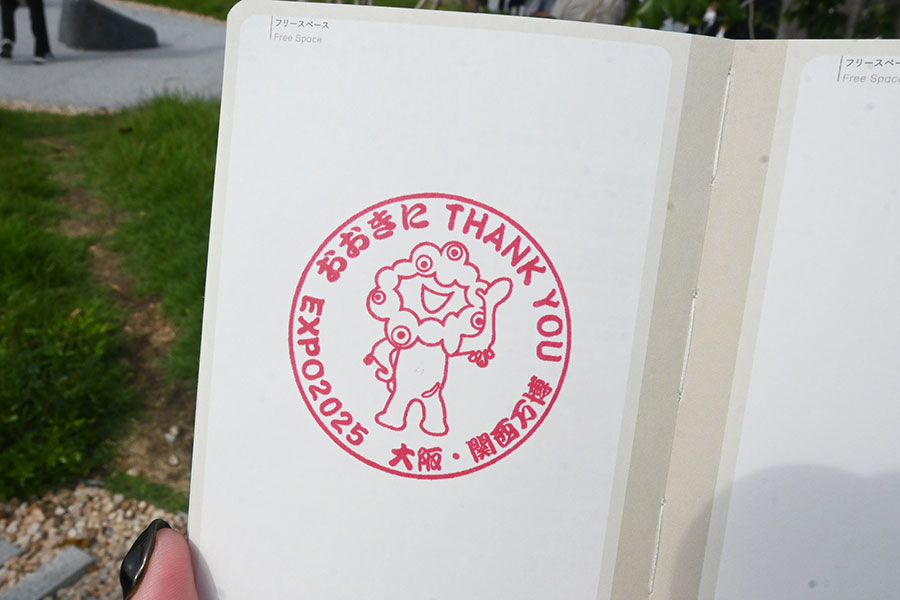 フリースペース
Free Space
おおきに THANK YOU
EXPO2025
大阪・関西万博
フリースペー
Free Space